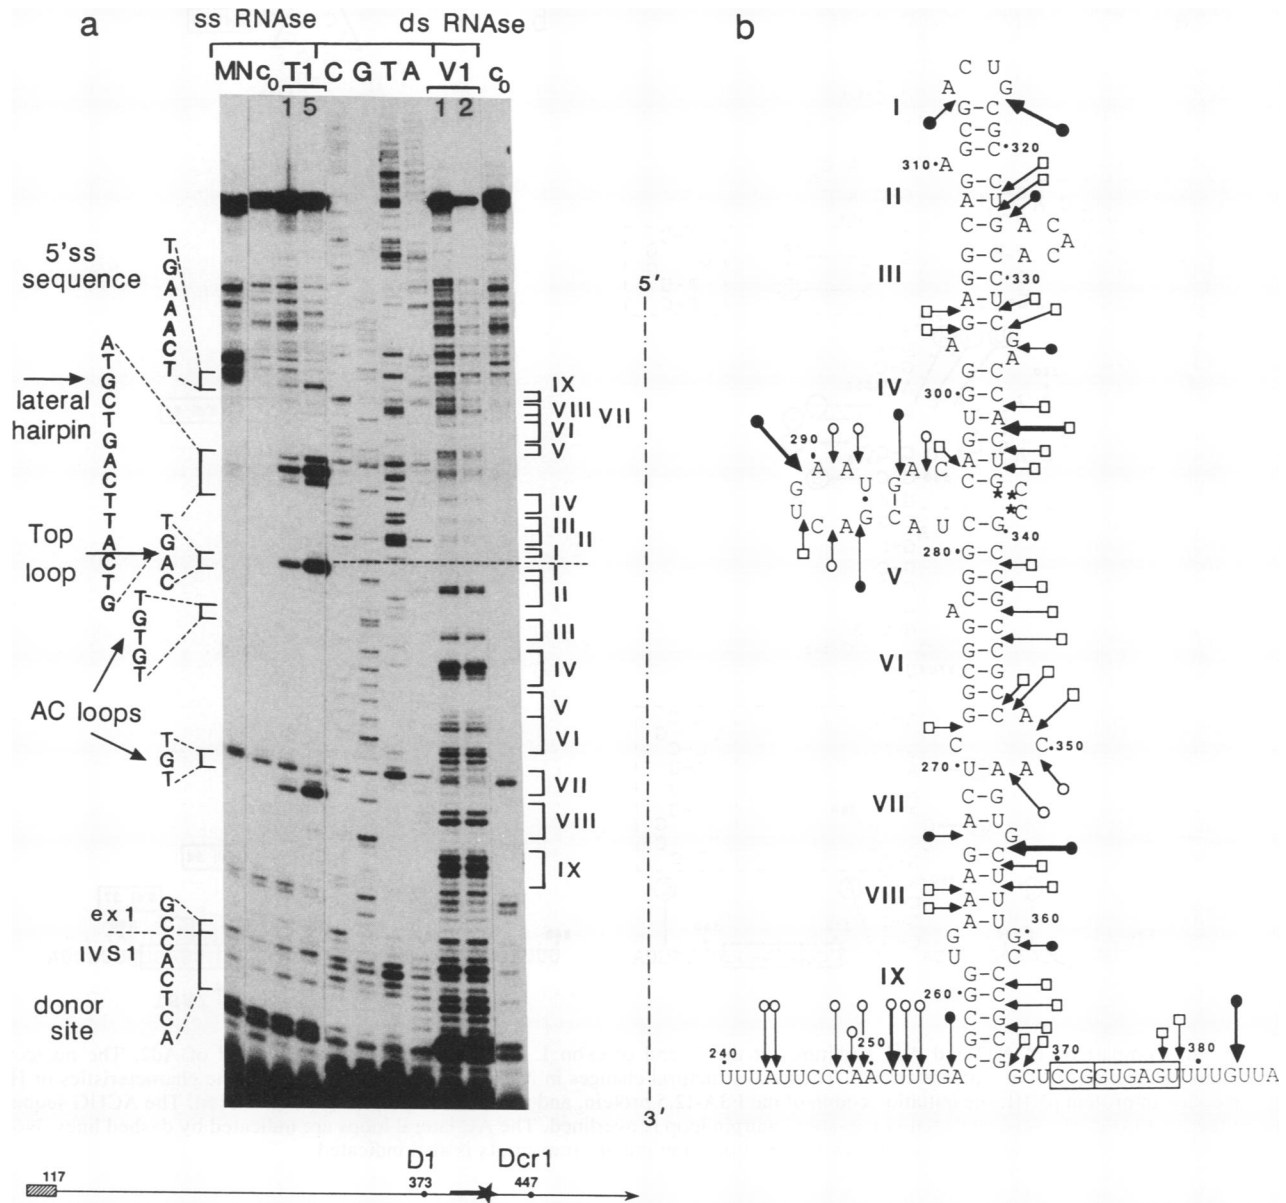 a
ss RNAse
ds RNAse
MN c₀ T1 C G T A V1 c₀
1 5 1 2
5'ss
sequence
T
G
A
A
A
C
T
lateral
hairpin
A
T
G
C
T
G
A
C
T
T
A
C
T
G
Top
loop
T
G
A
C
AC loops
T
G
T
G
T
T
G
T
ex 1
IVS1
donor
site
G
C
C
A
C
T
C
A
IX
VIII VII
VI
V
IV
III
II
I
I
II
III
IV
V
VI
VII
VIII
IX
5'
3'
117
D1
373
Dcr1
447
b
C U
A G
I
G–C
C–G
G–C ·320
310·A
G–C
II
A–U
C–G A C
A
G–C A C
III
G–C ·330
A–U
G–C
A G
A
G–C
IV
300·G–C
U–A
G–C
A–U
C–G
290
A A U G A C C
G
U C A G C A U C–G
C
C
340
V
280·G–C
C–G
C–G
A
G–C
VI
G–C
C–G
G–C
C A
C C·350
270·U–A A
C–G
VII
A–U
G
G–C
A–U
VIII
A–U
A
360
G G
U C
G–C
IX
260·G–C
G–C
C–G
C–G
240 250 370 380
UUUAUUCCCAACUUUGA GCUCCGGUGAGUUUUGUUA